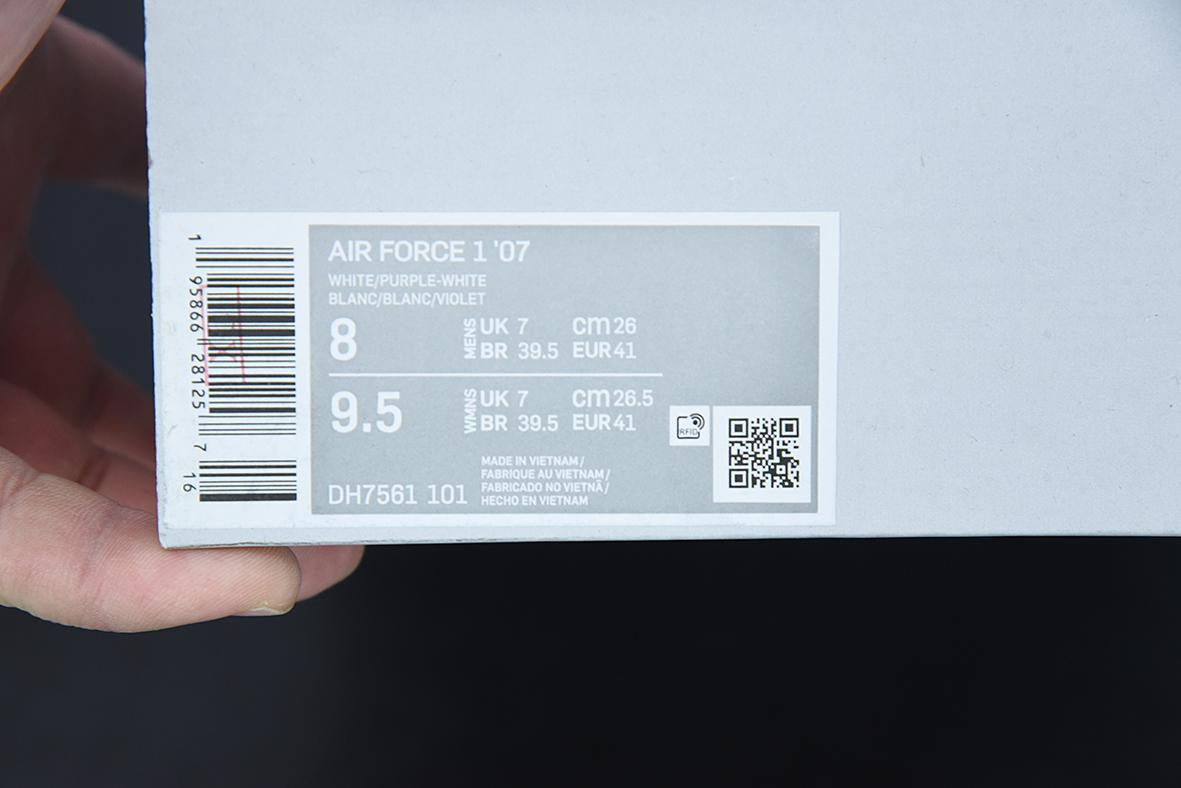 AIR FORCE 1 '07
WHITE/PURPLE-WHITE
BLANC/BLANC/VIOLET
8 MENS UK 7 cm 26
BR 39.5 EUR 41
9.5 WMNS UK 7 cm 26.5
BR 39.5 EUR 41
RFID
MADE IN VIETNAM /
FABRIQUE AU VIETNAM /
FABRICADO NO VIETNÃ /
HECHO EN VIETNAM
DH7561 101
1 95866 28125 7 16